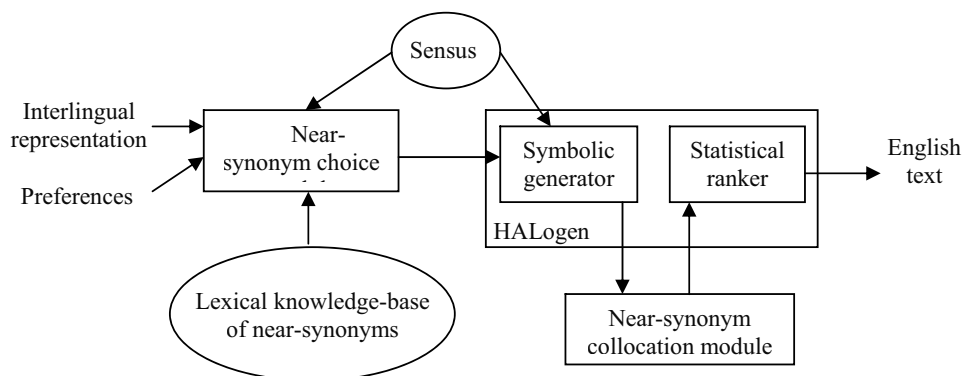 Sensus
Interlingual
representation
Preferences
Near-
synonym choice
Symbolic
generator
Statistical
ranker
HALogen
English
text
Lexical knowledge-base
of near-synonyms
Near-synonym
collocation module